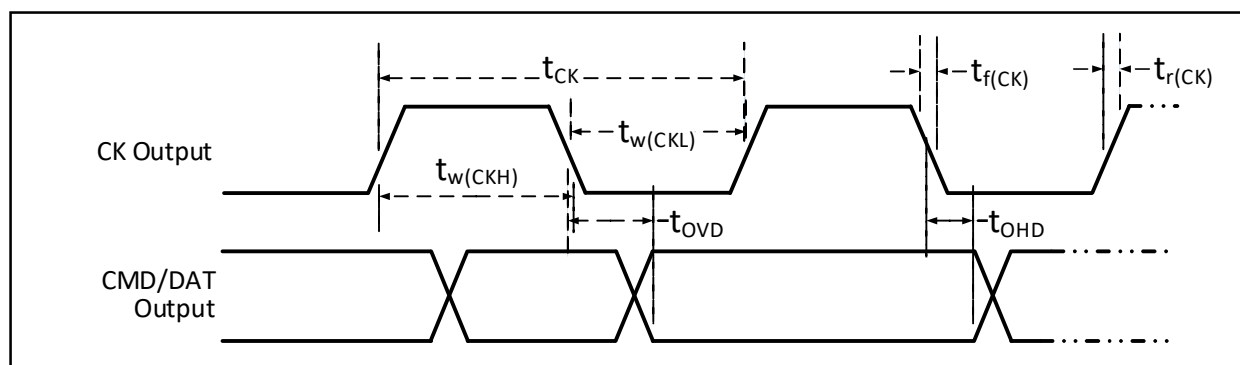 tCK
tf(CK)
tr(CK)
CK Output
tw(CKL)
tw(CKH)
tOVD
tOHD
CMD/DAT
Output